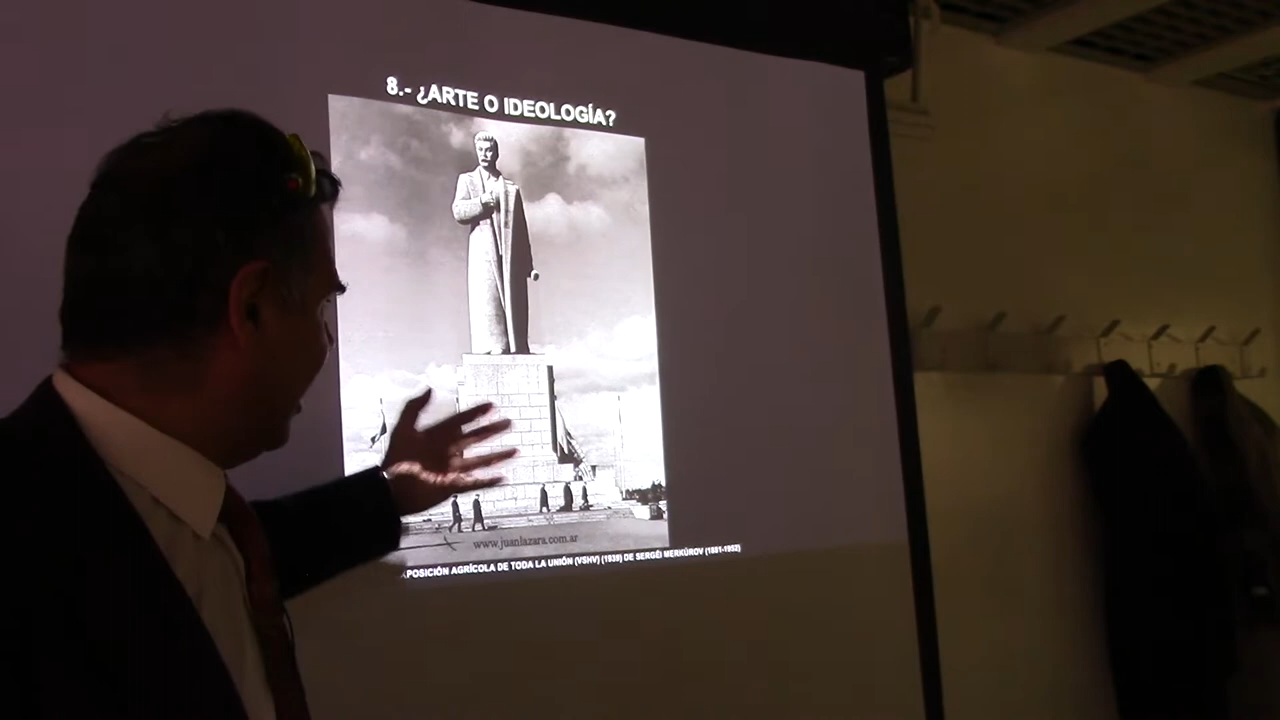 8.- ¿ARTE O IDEOLOGÍA?
www.juanlazara.com.ar
POSICIÓN AGRÍCOLA DE TODA LA UNIÓN (VSHV) (1939) DE SERGÉI MERKÚROV (1881-1952)